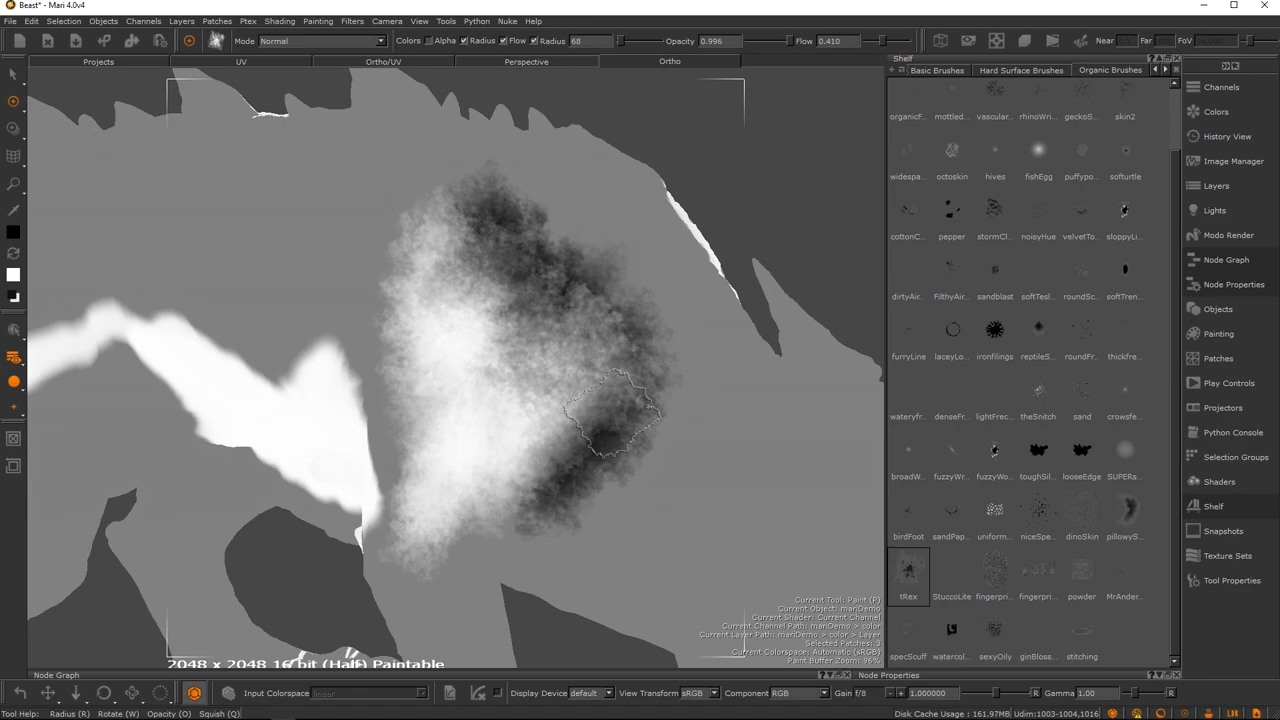 Beast* - Mari 4.0v4
File Edit Selection Objects Channels Layers Patches Ptex Shading Painting Filters Camera View Tools Python Nuke Help
Mode Normal Colors Alpha Radius Flow Radius 68 Opacity 0.996 Flow 0.410 Near Far FoV
Projects UV Ortho/UV Perspective Ortho
Shelf
Basic Brushes Hard Surface Brushes Organic Brushes
organicF... mottled... vascular... rhinoWri... geckoS... skin2
widespa... octoskin hives fishEgg puffypo... softurtle
cottonC... pepper stormCl... noisyHue velvetTo... sloppyLi...
dirtyAir... FilthyAir... sandblast softTesl... roundSc... softTren...
furryLine laceyLo... ironfilings reptileS... roundFr... thickfre...
wateryfr... denseFr... lightFrec... theSnitch sand crowsfe...
broadW... fuzzyWr... fuzzyWo... toughSil... looseEdge SUPERs...
birdFoot sandPap... uniform... niceSpe... dinoSkin pillowyS...
tRex StuccoLite fingerpri... fingerpri... powder MrAnder...
specScuff watercol... sexyOily ginBloss... stitching
Channels
Colors
History View
Image Manager
Layers
Lights
Modo Render
Node Graph
Node Properties
Objects
Painting
Patches
Play Controls
Projectors
Python Console
Selection Groups
Shaders
Shelf
Snapshots
Texture Sets
Tool Properties
Current Tool: Paint (P)
Current Object: mariDemo
Current Shader: Current Channel
Current Channel Path: mariDemo > color
Current Layer Path: mariDemo > color > Layer
Selected Patches: 3
Current Colorspace: Automatic (sRGB)
Paint Buffer Zoom: 96%
2048 x 2048 16 bit (Half) Paintable
Node Graph
Node Properties
Input Colorspace linear Display Device default View Transform sRGB Component RGB Gain f/8 1.000000 R Gamma 1.00 R
Tool Help: Radius (R) Rotate (W) Opacity (O) Squish (Q)
Disk Cache Usage : 161.97MB Udim:1003-1004,1016